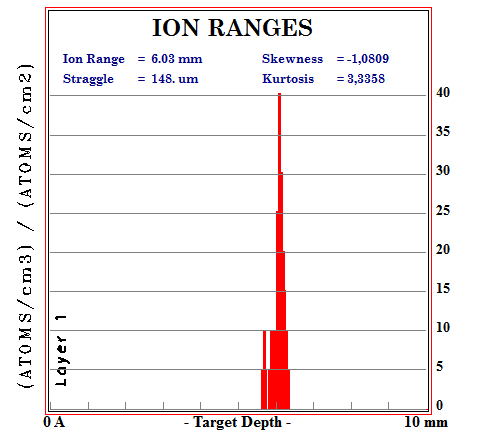 ION RANGES
Ion Range = 6.03 mm Skewness = -1,0809
Straggle = 148. um Kurtosis = 3,3358
(ATOMS/cm3) / (ATOMS/cm2)
Layer 1
40
35
30
25
20
15
10
5
0
0 A - Target Depth - 10 mm